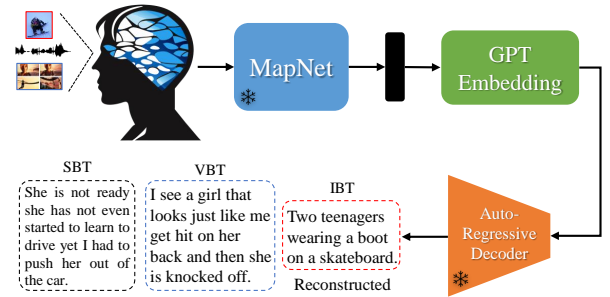 MapNet
GPT
Embedding
SBT
She is not ready
she has not even
started to learn to
drive yet I had to
push her out of
the car.
VBT
I see a girl that
looks just like me
get hit on her
back and then she
is knocked off.
IBT
Two teenagers
wearing a boot
on a skateboard.
Reconstructed
Auto-
Regressive
Decoder